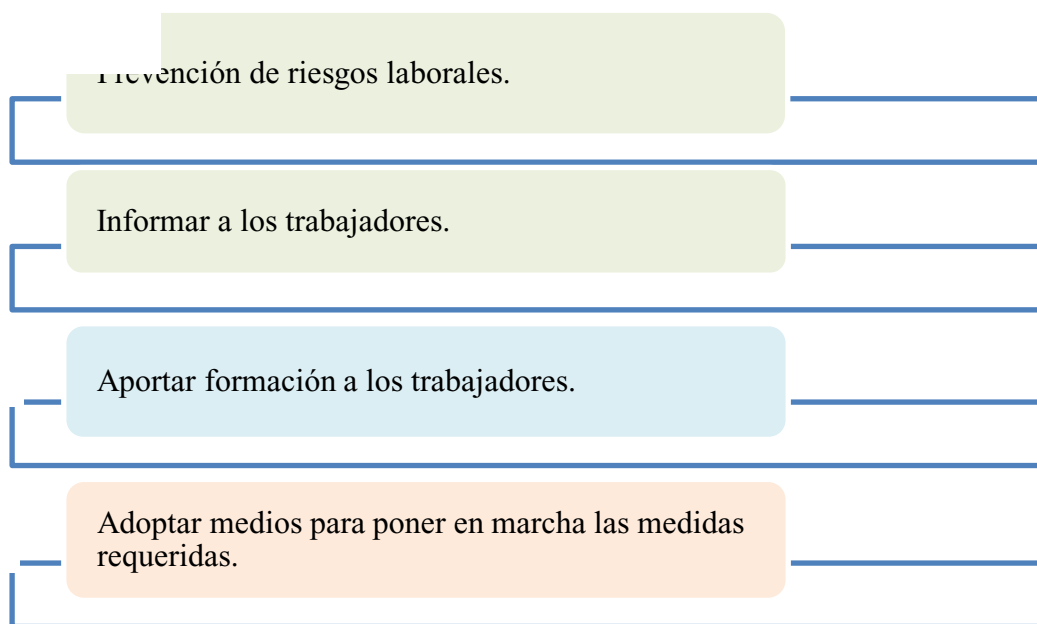 Prevención de riesgos laborales.
Informar a los trabajadores.
Aportar formación a los trabajadores.
Adoptar medios para poner en marcha las medidas
requeridas.